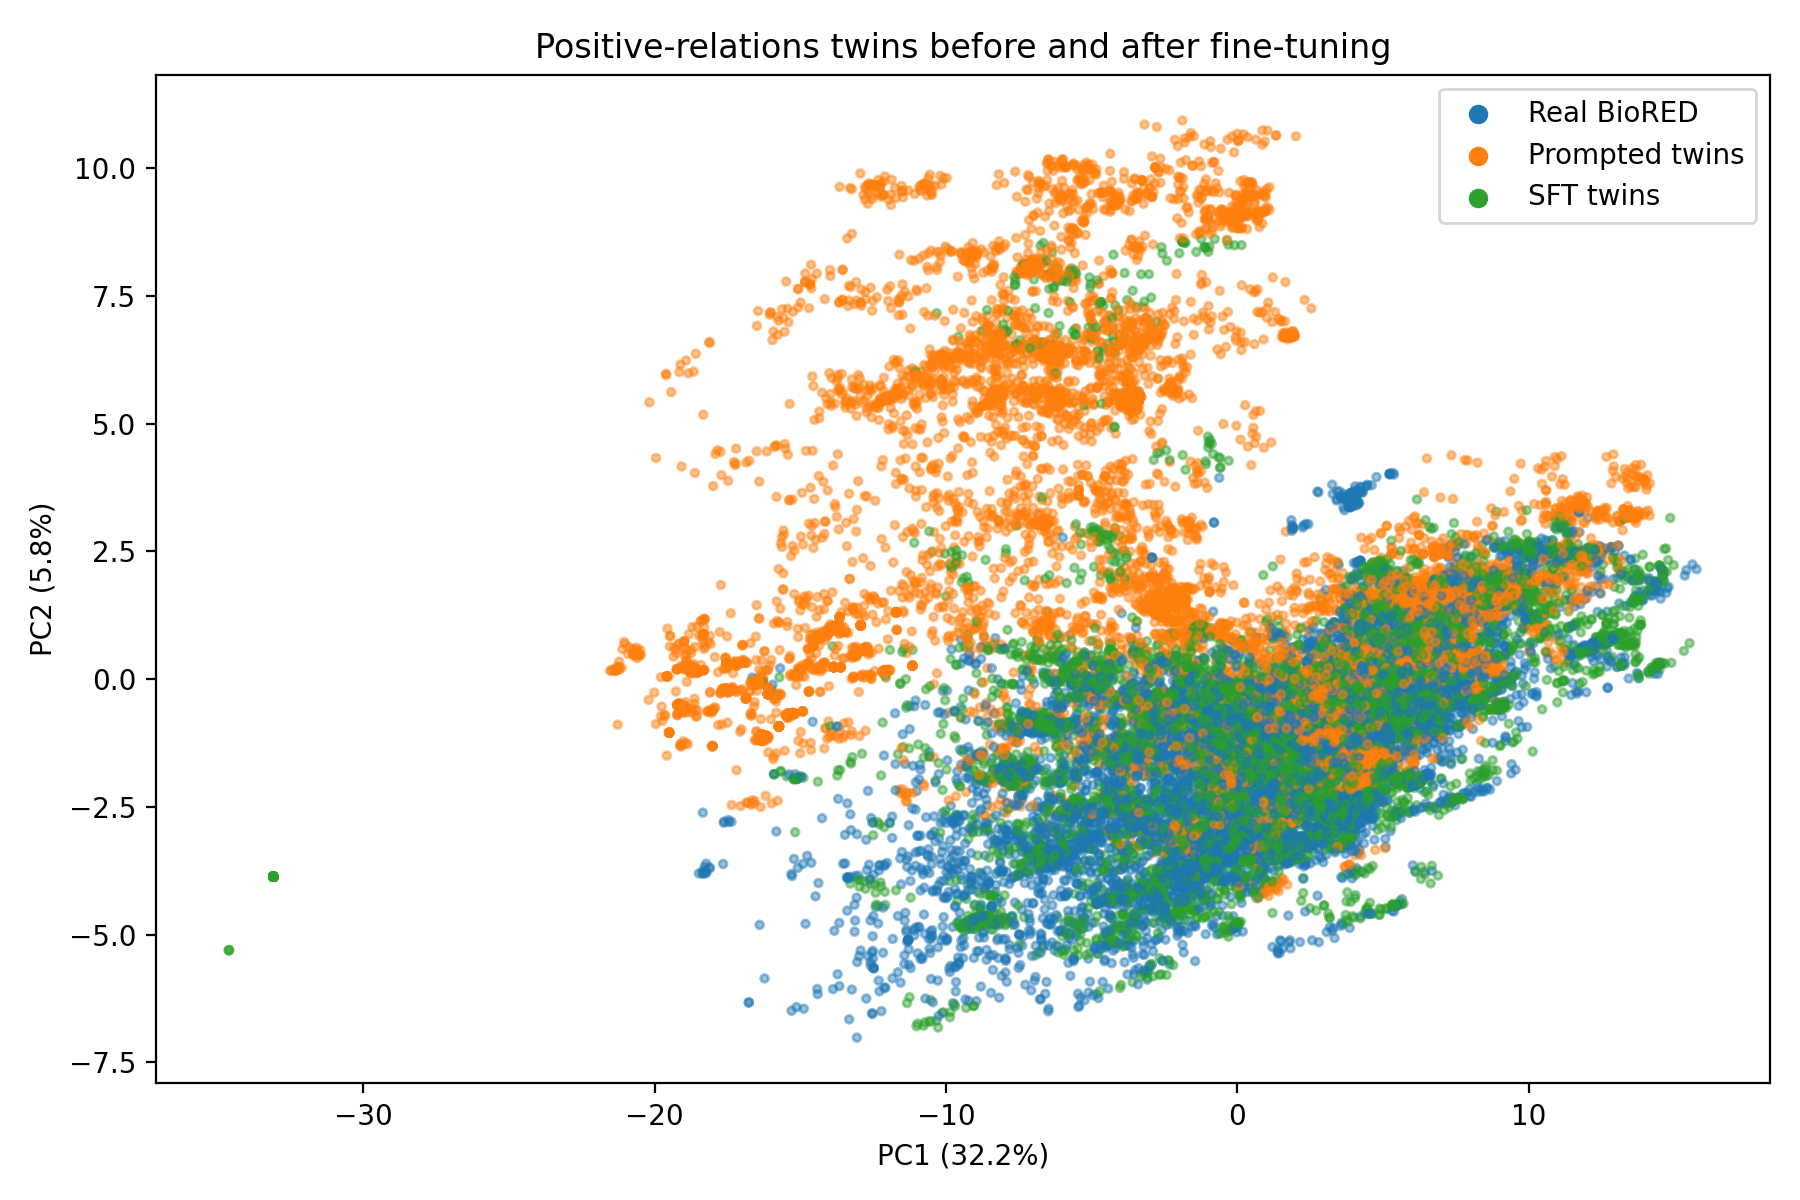 Positive-relations twins before and after fine-tuning
Real BioRED
Prompted twins
SFT twins
10.0
7.5
5.0
2.5
0.0
−2.5
−5.0
−7.5
PC2 (5.8%)
−30
−20
−10
0
10
PC1 (32.2%)